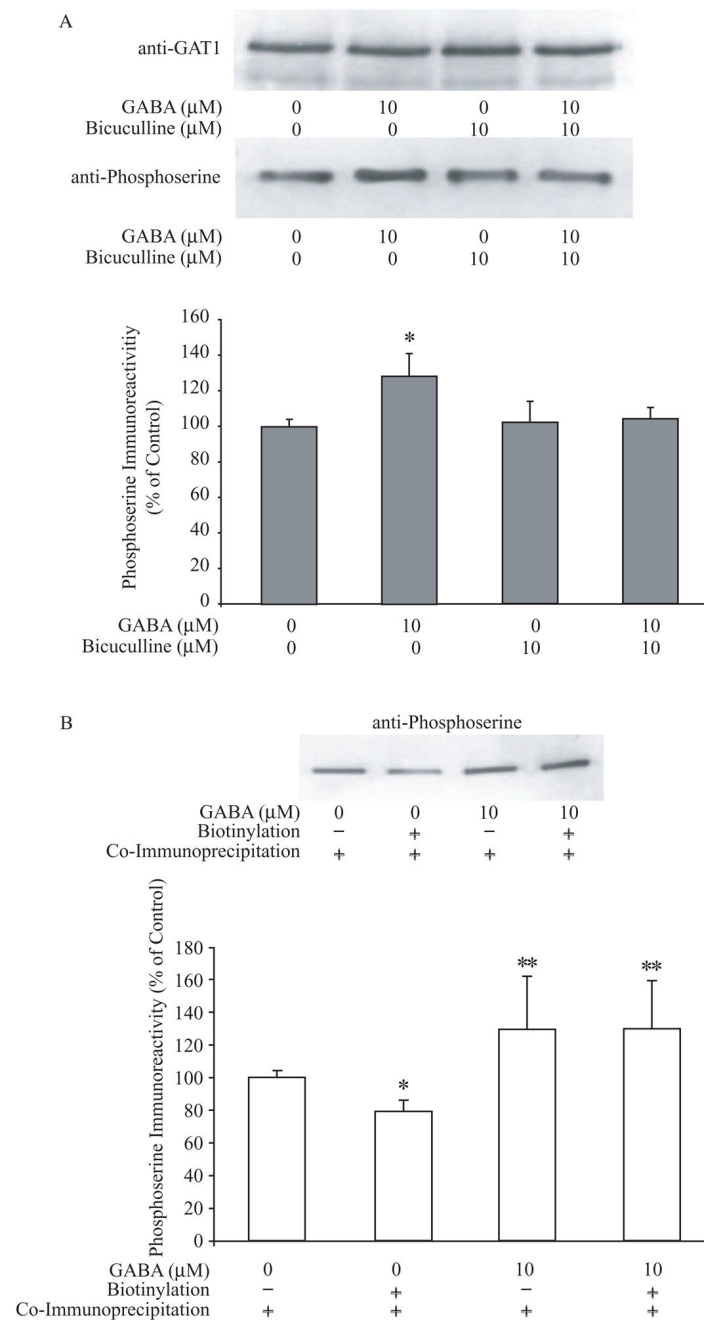 A
anti-GAT1
GABA (µM) 0 10 0 10
Bicuculline (µM) 0 0 10 10
anti-Phosphoserine
GABA (µM) 0 10 0 10
Bicuculline (µM) 0 0 10 10
Phosphoserine Immunoreactivitiy
(% of Control)
160
140
*
120
100
80
60
40
20
0
GABA (µM) 0 10 0 10
Bicuculline (µM) 0 0 10 10
B
anti-Phosphoserine
GABA (µM) 0 0 10 10
Biotinylation − + − +
Co-Immunoprecipitation + + + +
Phosphoserine Immunoreactivity (% of Control)
180
** **
160
140
120
100
*
80
60
40
20
0
GABA (µM) 0 0 10 10
Biotinylation − + − +
Co-Immunoprecipitation + + + +